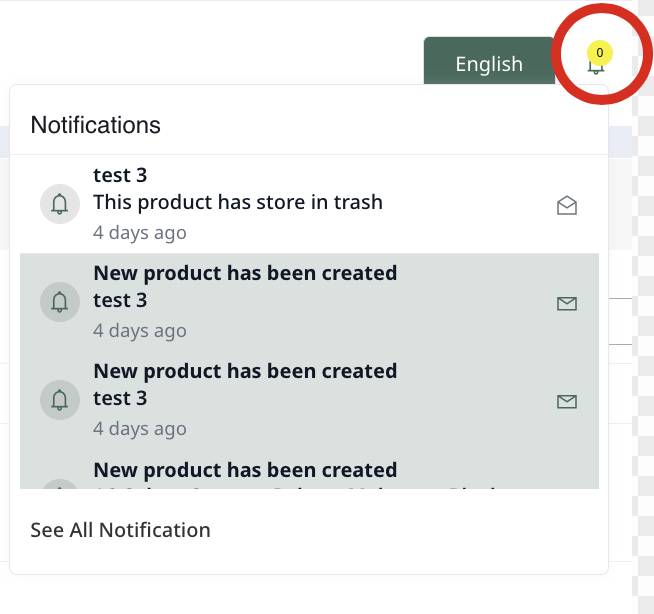 English
0
Notifications
test 3
This product has store in trash
4 days ago
New product has been created
test 3
4 days ago
New product has been created
test 3
4 days ago
New product has been created
See All Notification